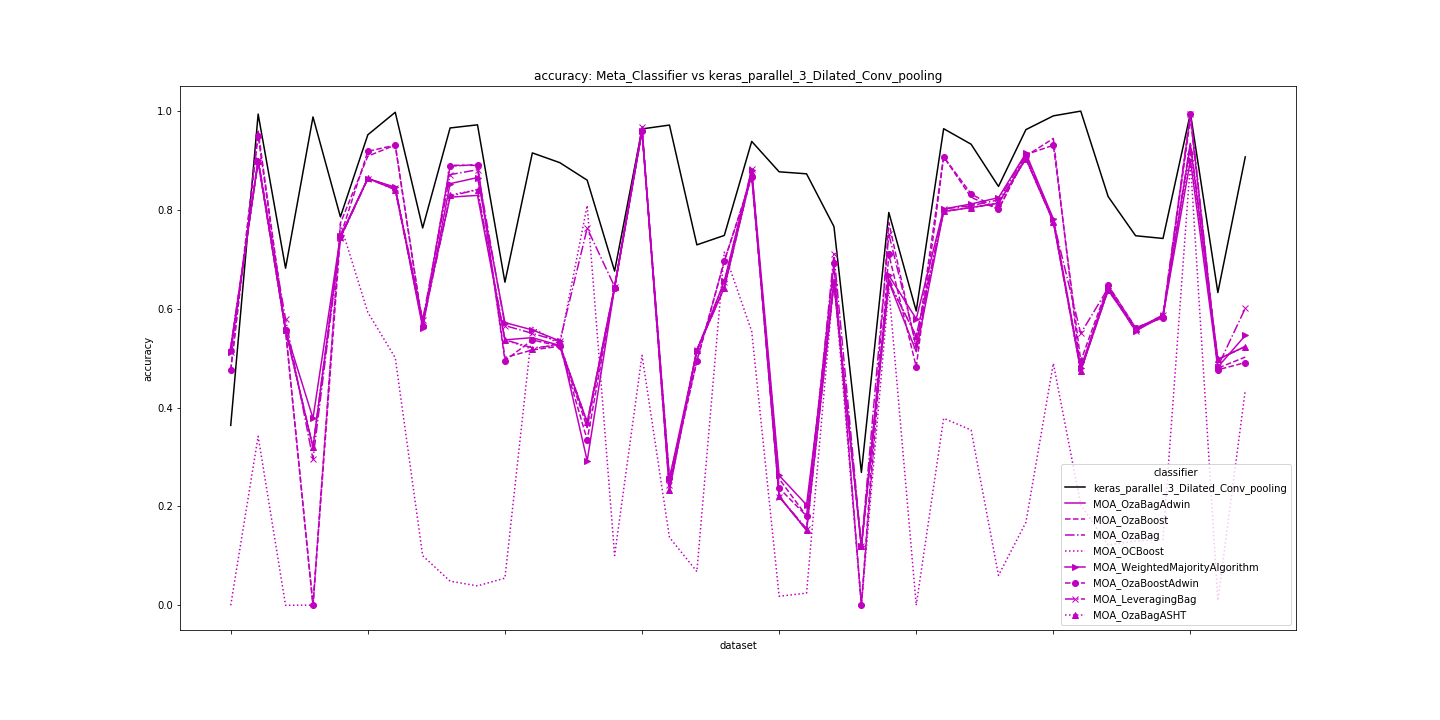 accuracy: Meta_Classifier vs keras_parallel_3_Dilated_Conv_pooling
1.0
0.8
0.6
0.4
0.2
0.0
accuracy
dataset
classifier
keras_parallel_3_Dilated_Conv_pooling
MOA_OzaBagAdwin
MOA_OzaBoost
MOA_OzaBag
MOA_OCBoost
MOA_WeightedMajorityAlgorithm
MOA_OzaBoostAdwin
MOA_LeveragingBag
MOA_OzaBagASHT